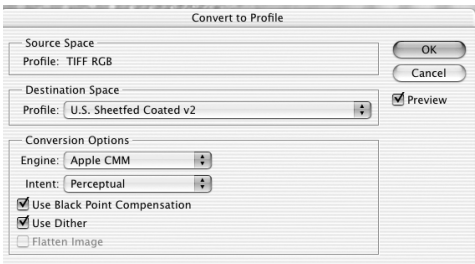 Convert to Profile
Source Space
Profile: TIFF RGB
OK
Cancel
Preview
Destination Space
Profile: U.S. Sheetfed Coated v2
Conversion Options
Engine: Apple CMM
Intent: Perceptual
Use Black Point Compensation
Use Dither
Flatten Image